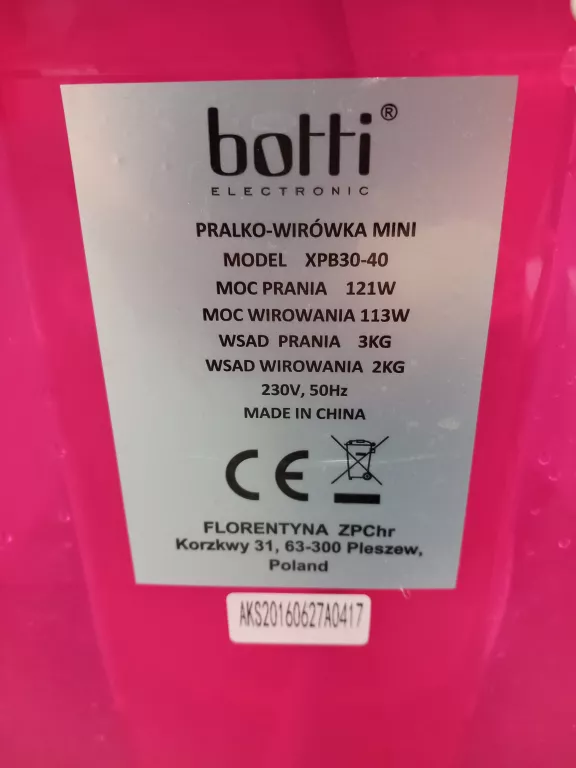 botti®
ELECTRONIC
PRALKO-WIRÓWKA MINI
MODEL XPB30-40
MOC PRANIA 121W
MOC WIROWANIA 113W
WSAD PRANIA 3KG
WSAD WIROWANIA 2KG
230V, 50Hz
MADE IN CHINA
CE
FLORENTYNA ZPChr
Korzkwy 31, 63-300 Pleszew,
Poland
AKS20160627A0417